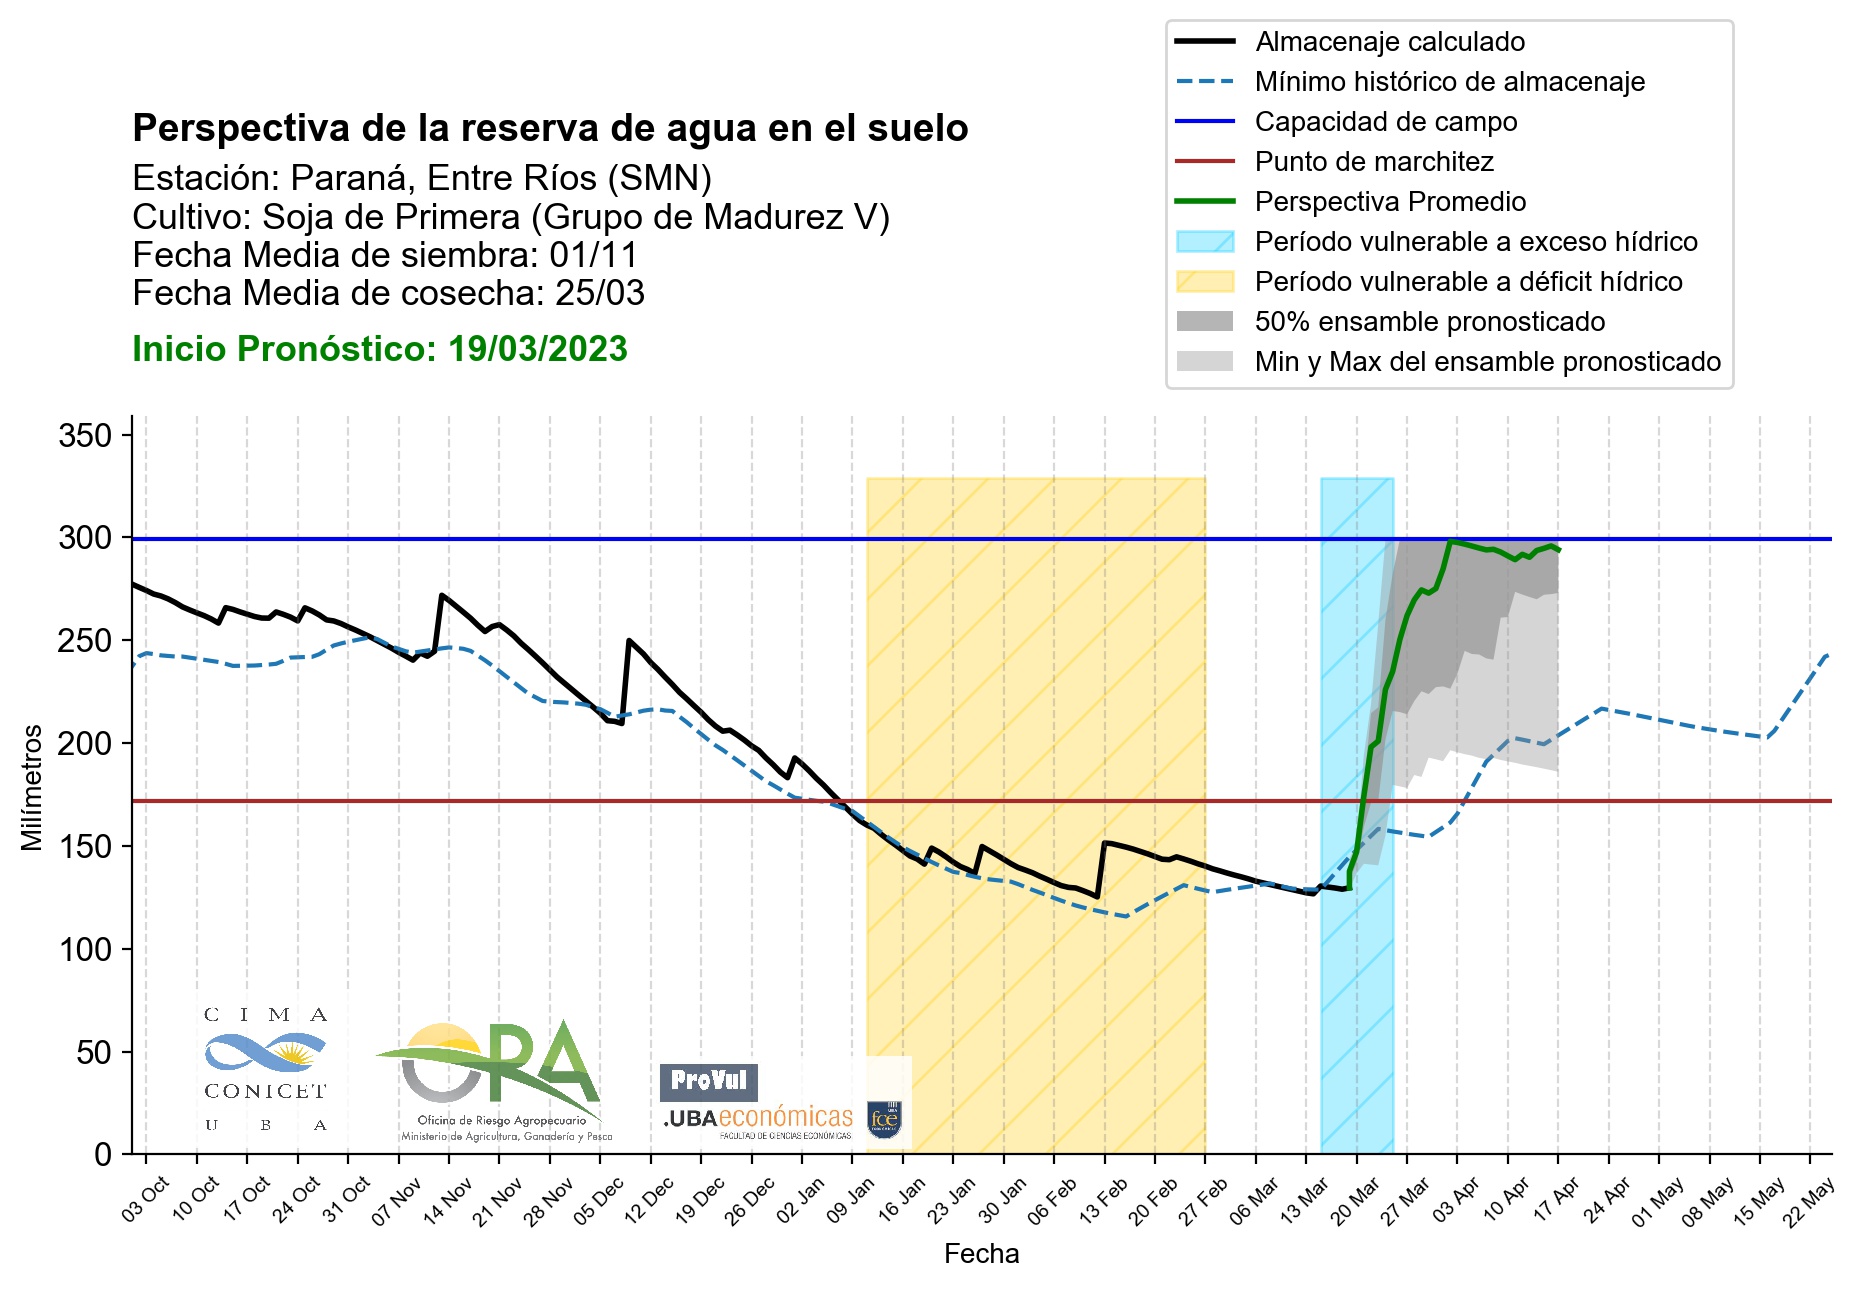 Almacenaje calculado
Mínimo histórico de almacenaje
Capacidad de campo
Punto de marchitez
Perspectiva Promedio
Período vulnerable a exceso hídrico
Período vulnerable a déficit hídrico
50% ensamble pronosticado
Min y Max del ensamble pronosticado
Perspectiva de la reserva de agua en el suelo
Estación: Paraná, Entre Ríos (SMN)
Cultivo: Soja de Primera (Grupo de Madurez V)
Fecha Media de siembra: 01/11
Fecha Media de cosecha: 25/03
Inicio Pronóstico: 19/03/2023
Milímetros
350
300
250
200
150
100
50
0
CIMA
CONICET
UBA
ORA
Oficina de Riesgo Agropecuario
Ministerio de Agricultura, Ganadería y Pesca
ProVul
.UBAeconómicas
FACULTAD DE CIENCIAS ECONÓMICAS
UBA
fce
03 Oct
10 Oct
17 Oct
24 Oct
31 Oct
07 Nov
14 Nov
21 Nov
28 Nov
05 Dec
12 Dec
19 Dec
26 Dec
02 Jan
09 Jan
16 Jan
23 Jan
30 Jan
06 Feb
13 Feb
20 Feb
27 Feb
06 Mar
13 Mar
20 Mar
27 Mar
03 Apr
10 Apr
17 Apr
24 Apr
01 May
08 May
15 May
22 May
Fecha